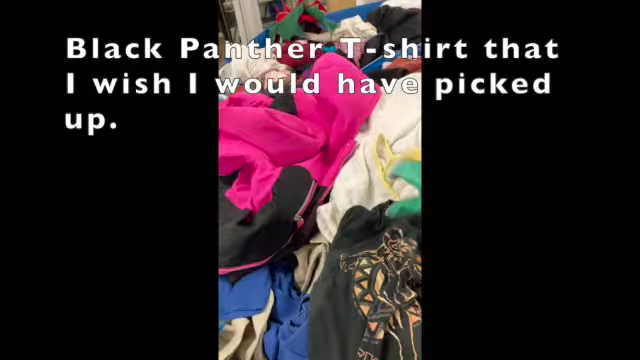 Black Panther T-shirt that
I wish I would have picked
up.